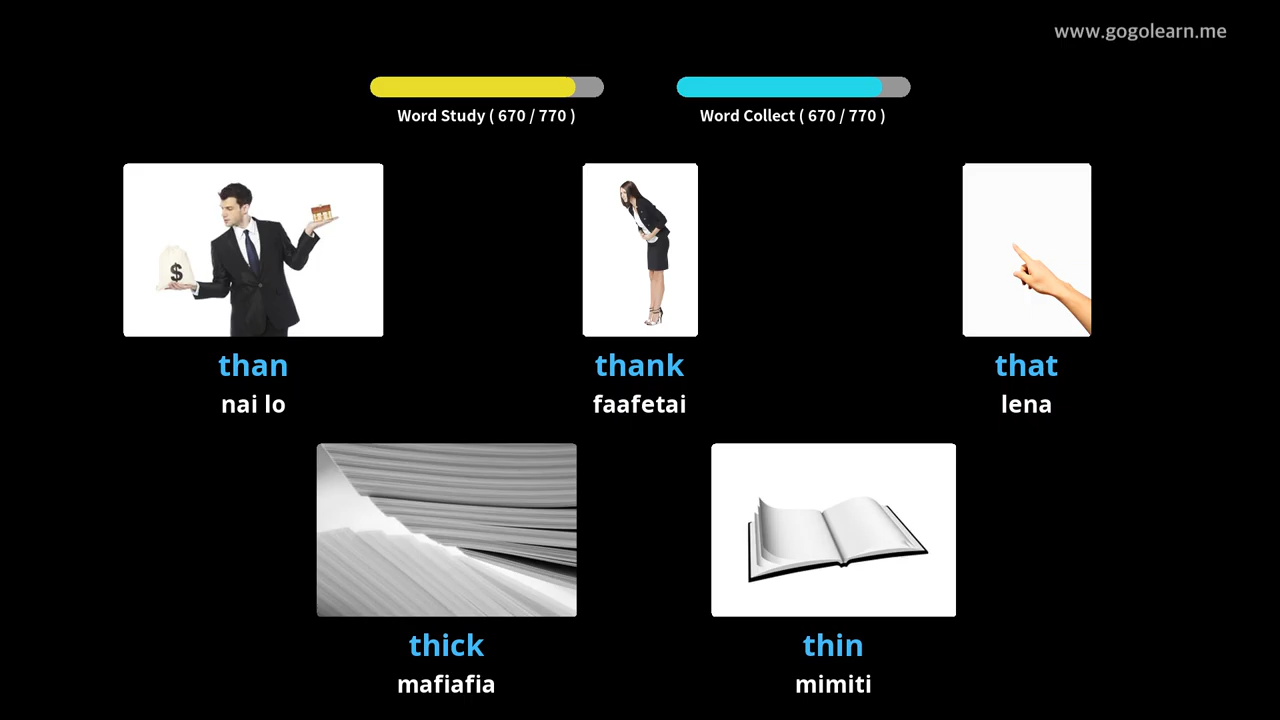 www.gogolearn.me
Word Study ( 670 / 770 )
Word Collect ( 670 / 770 )
$
than
nai lo
thank
faafetai
that
lena
thick
mafiafia
thin
mimiti